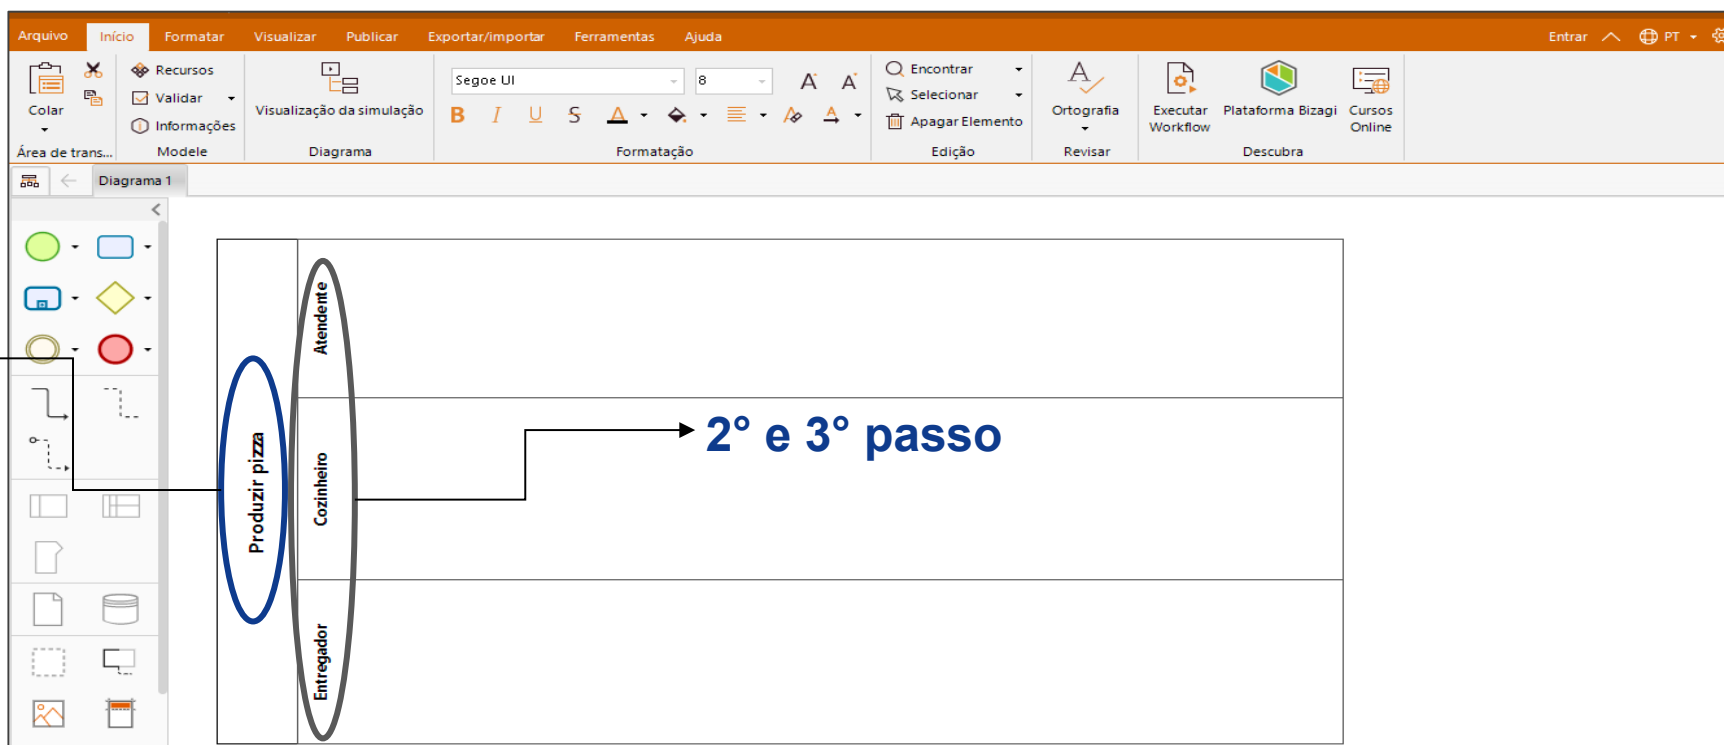 Arquivo Início Formatar Visualizar Publicar Exportar/importar Ferramentas Ajuda Entrar PT
Colar
Recursos
Validar
Informações
Visualização da simulação
Segoe UI 8
B I U S A
Encontrar
Selecionar
Apagar Elemento
Ortografia
Executar
Workflow
Plataforma Bizagi
Cursos
Online
Área de trans... Modele Diagrama Formatação Edição Revisar Descubra
Diagrama 1
Produzir pizza
Atendente
Cozinheiro
Entregador
2° e 3° passo